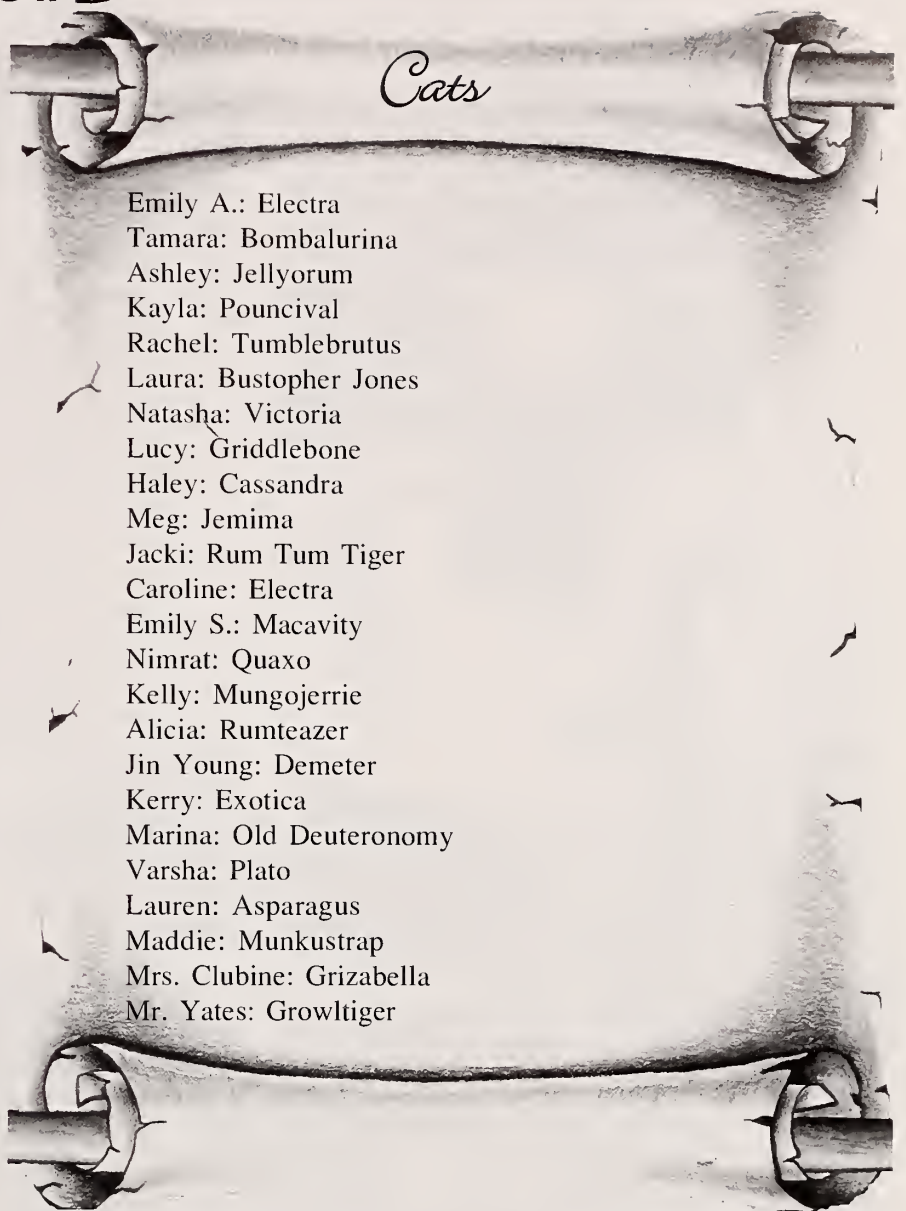 Cats
Emily A.: Electra
Tamara: Bombalurina
Ashley: Jellyorum
Kayla: Pouncival
Rachel: Tumblebrutus
Laura: Bustopher Jones
Natasha: Victoria
Lucy: Griddlebone
Haley: Cassandra
Meg: Jemima
Jacki: Rum Tum Tiger
Caroline: Electra
Emily S.: Macavity
Nimrat: Quaxo
Kelly: Mungojerrie
Alicia: Rumteazer
Jin Young: Demeter
Kerry: Exotica
Marina: Old Deuteronomy
Varsha: Plato
Lauren: Asparagus
Maddie: Munkustrap
Mrs. Clubine: Grizabella
Mr. Yates: Growltiger